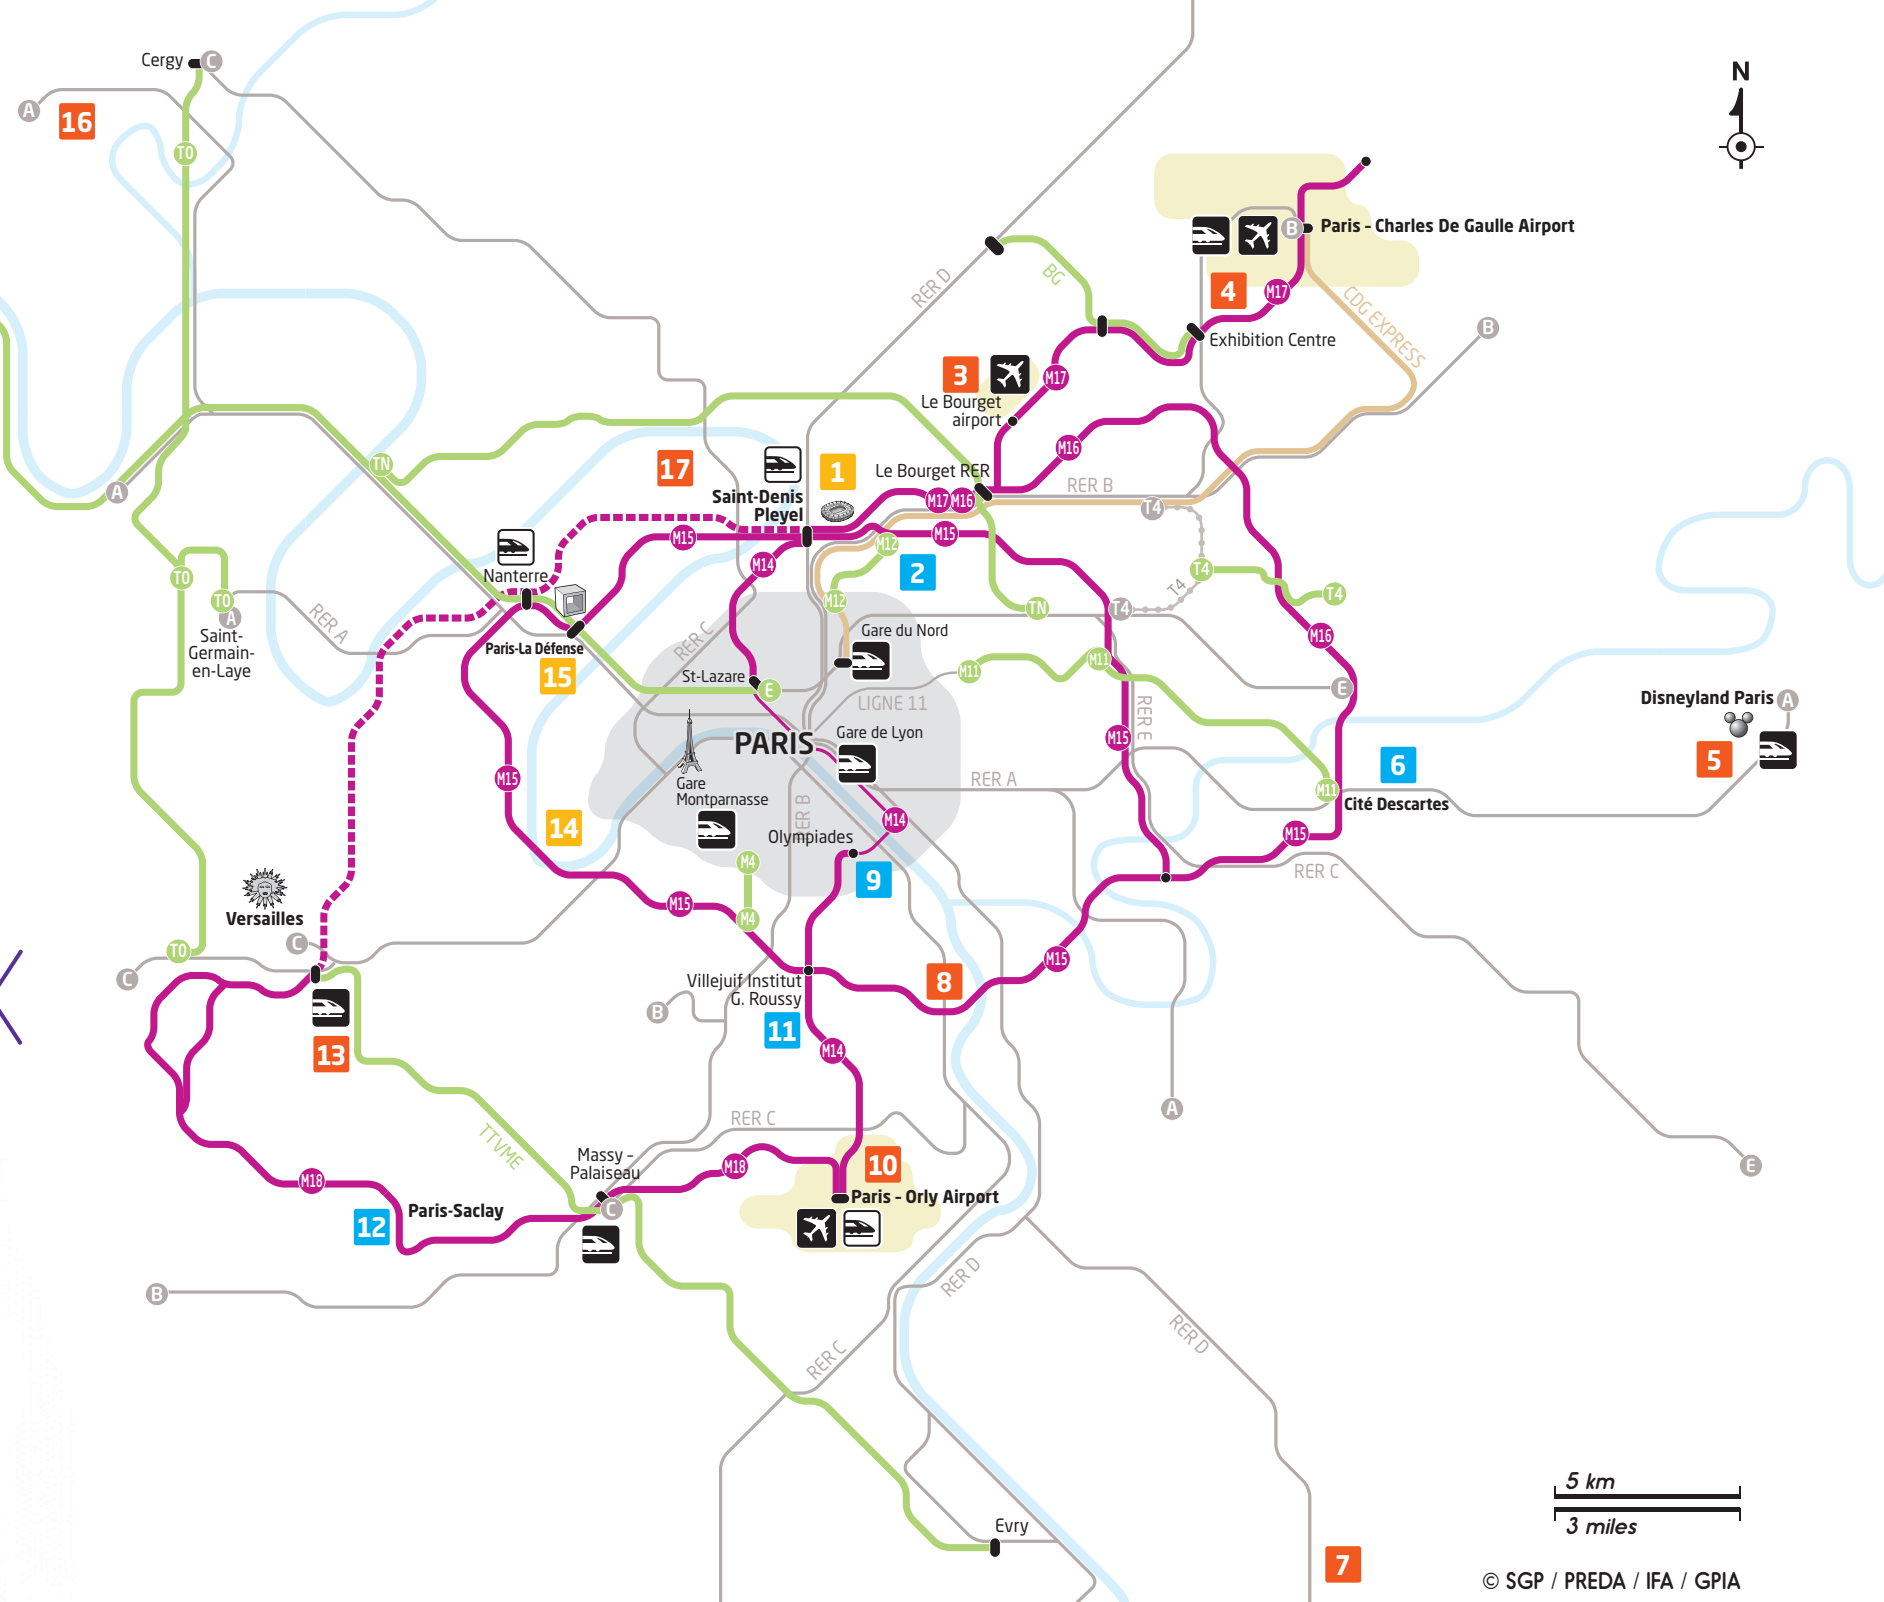 N
Cergy
C
A
16
T0
Paris - Charles De Gaulle Airport
B
RER D
BG
4
M17
CDG EXPRESS
Exhibition Centre
B
3
M17
Le Bourget
airport
M16
TN
17
1
Le Bourget RER
RER B
Saint-Denis
Pleyel
M17
M16
T4
A
M15
M15
M12
M14
2
Nanterre
T4
T4
T4
T0
T0
A
M12
TN
T4
RER A
Saint-
Germain-
en-Laye
RER C
Gare du Nord
M16
Paris-La Défense
15
St-Lazare
E
M11
M11
E
LIGNE 11
RER E
Disneyland Paris
A
PARIS
Gare de Lyon
M15
5
6
M15
Gare
Montparnasse
RER A
M11
Cité Descartes
RER B
14
M14
Olympiades
M15
M4
9
RER C
Versailles
M15
M4
C
T0
C
M15
Villejuif Institut
G. Roussy
8
B
11
13
M14
A
RER C
TTVME
Massy -
Palaiseau
M18
10
E
M18
Paris-Saclay
12
C
Paris - Orly Airport
B
RER D
RER D
RER C
5 km
3 miles
Evry
7
© SGP / PREDA / IFA / GPIA